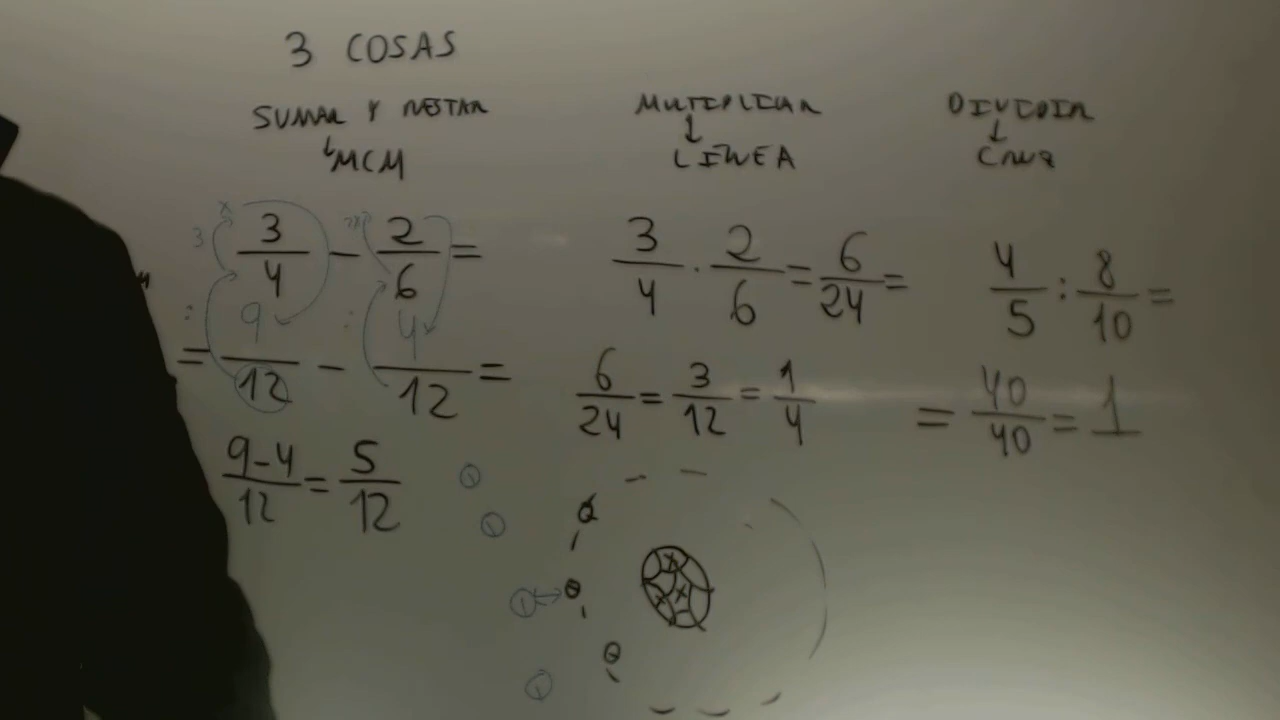 3 COSAS
SUMAR Y RESTAR
MCM
3/4 - 2/6 =
= 9/12 - 4/12 =
9-4/12 = 5/12
MULTIPLICAR
LÍNEA
3/4 · 2/6 = 6/24 =
6/24 = 3/12 = 1/4
DIVIDIR
CRUZ
4/5 : 8/10 =
= 40/40 = 1